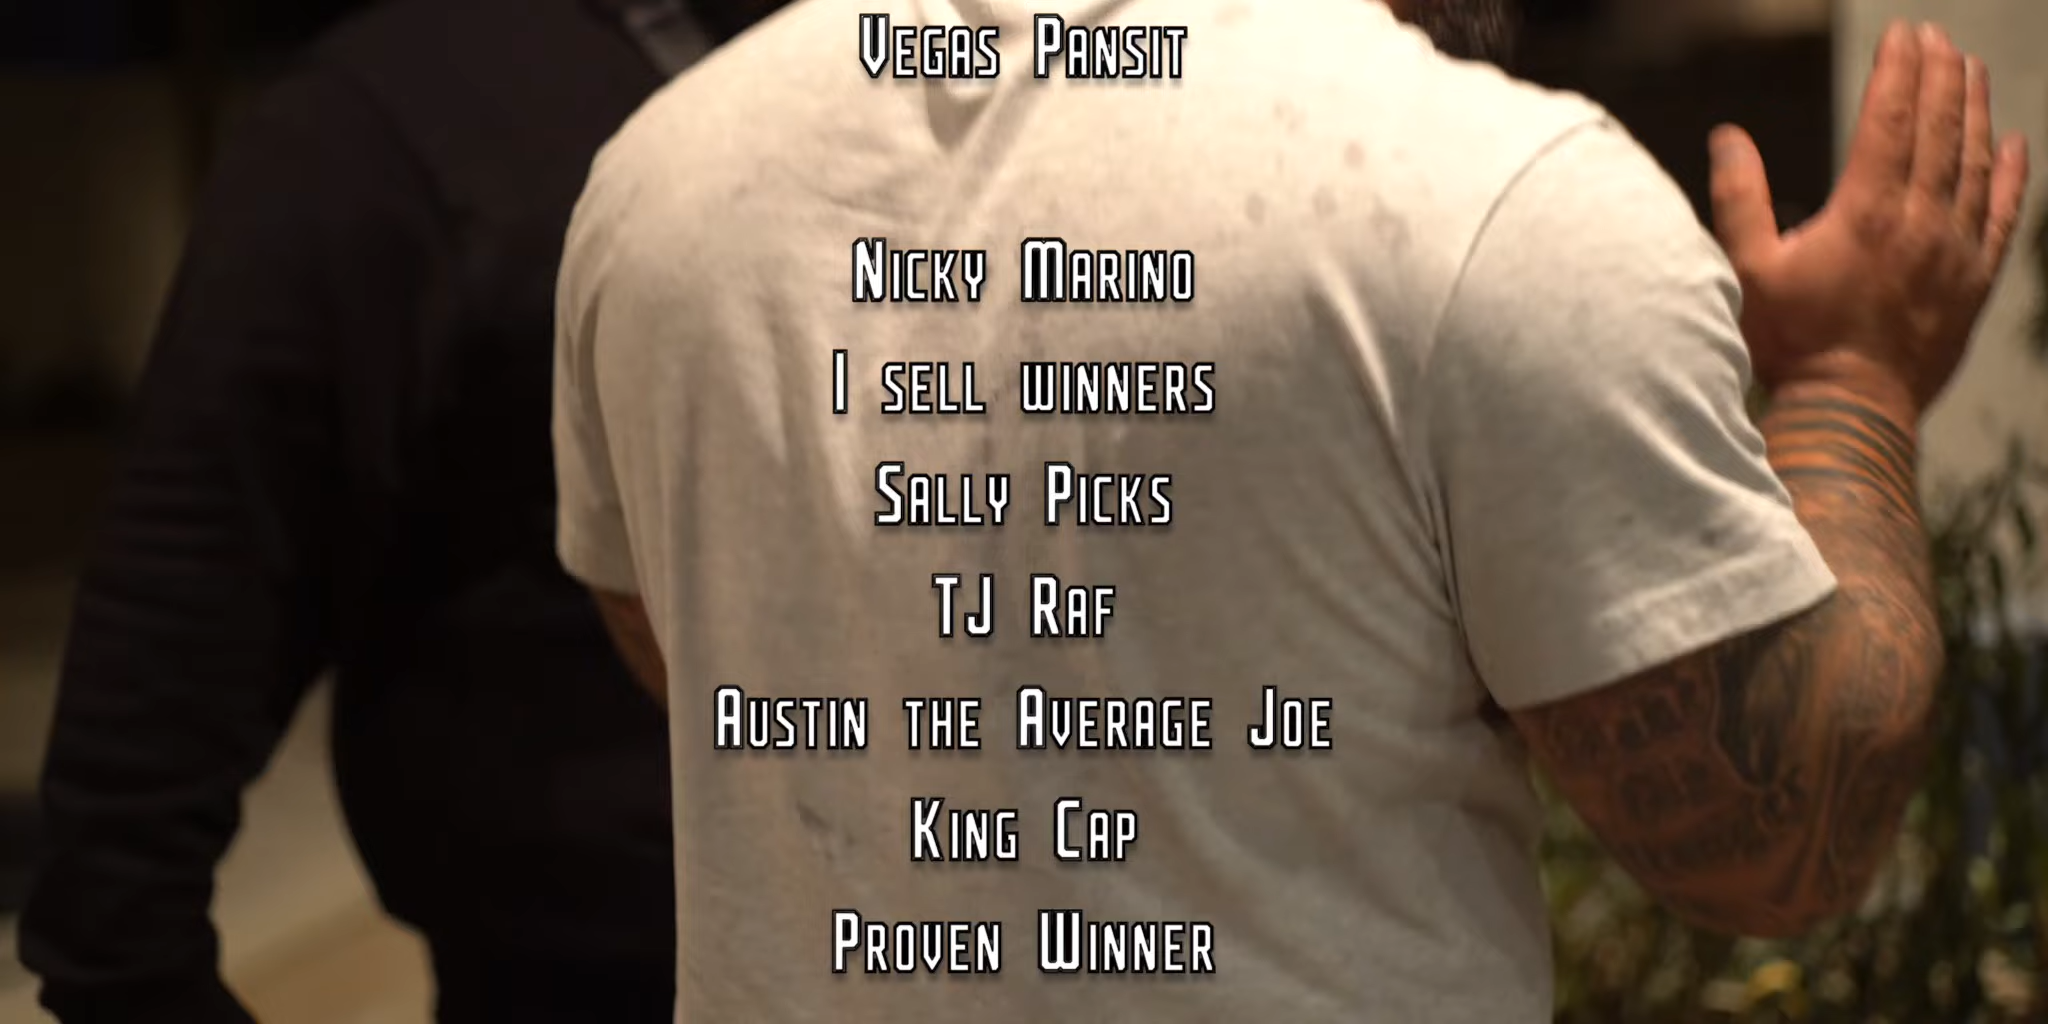 Vegas Pansit
Nicky Marino
I sell winners
Sally Picks
TJ Raf
Austin the Average Joe
King Cap
Proven Winner